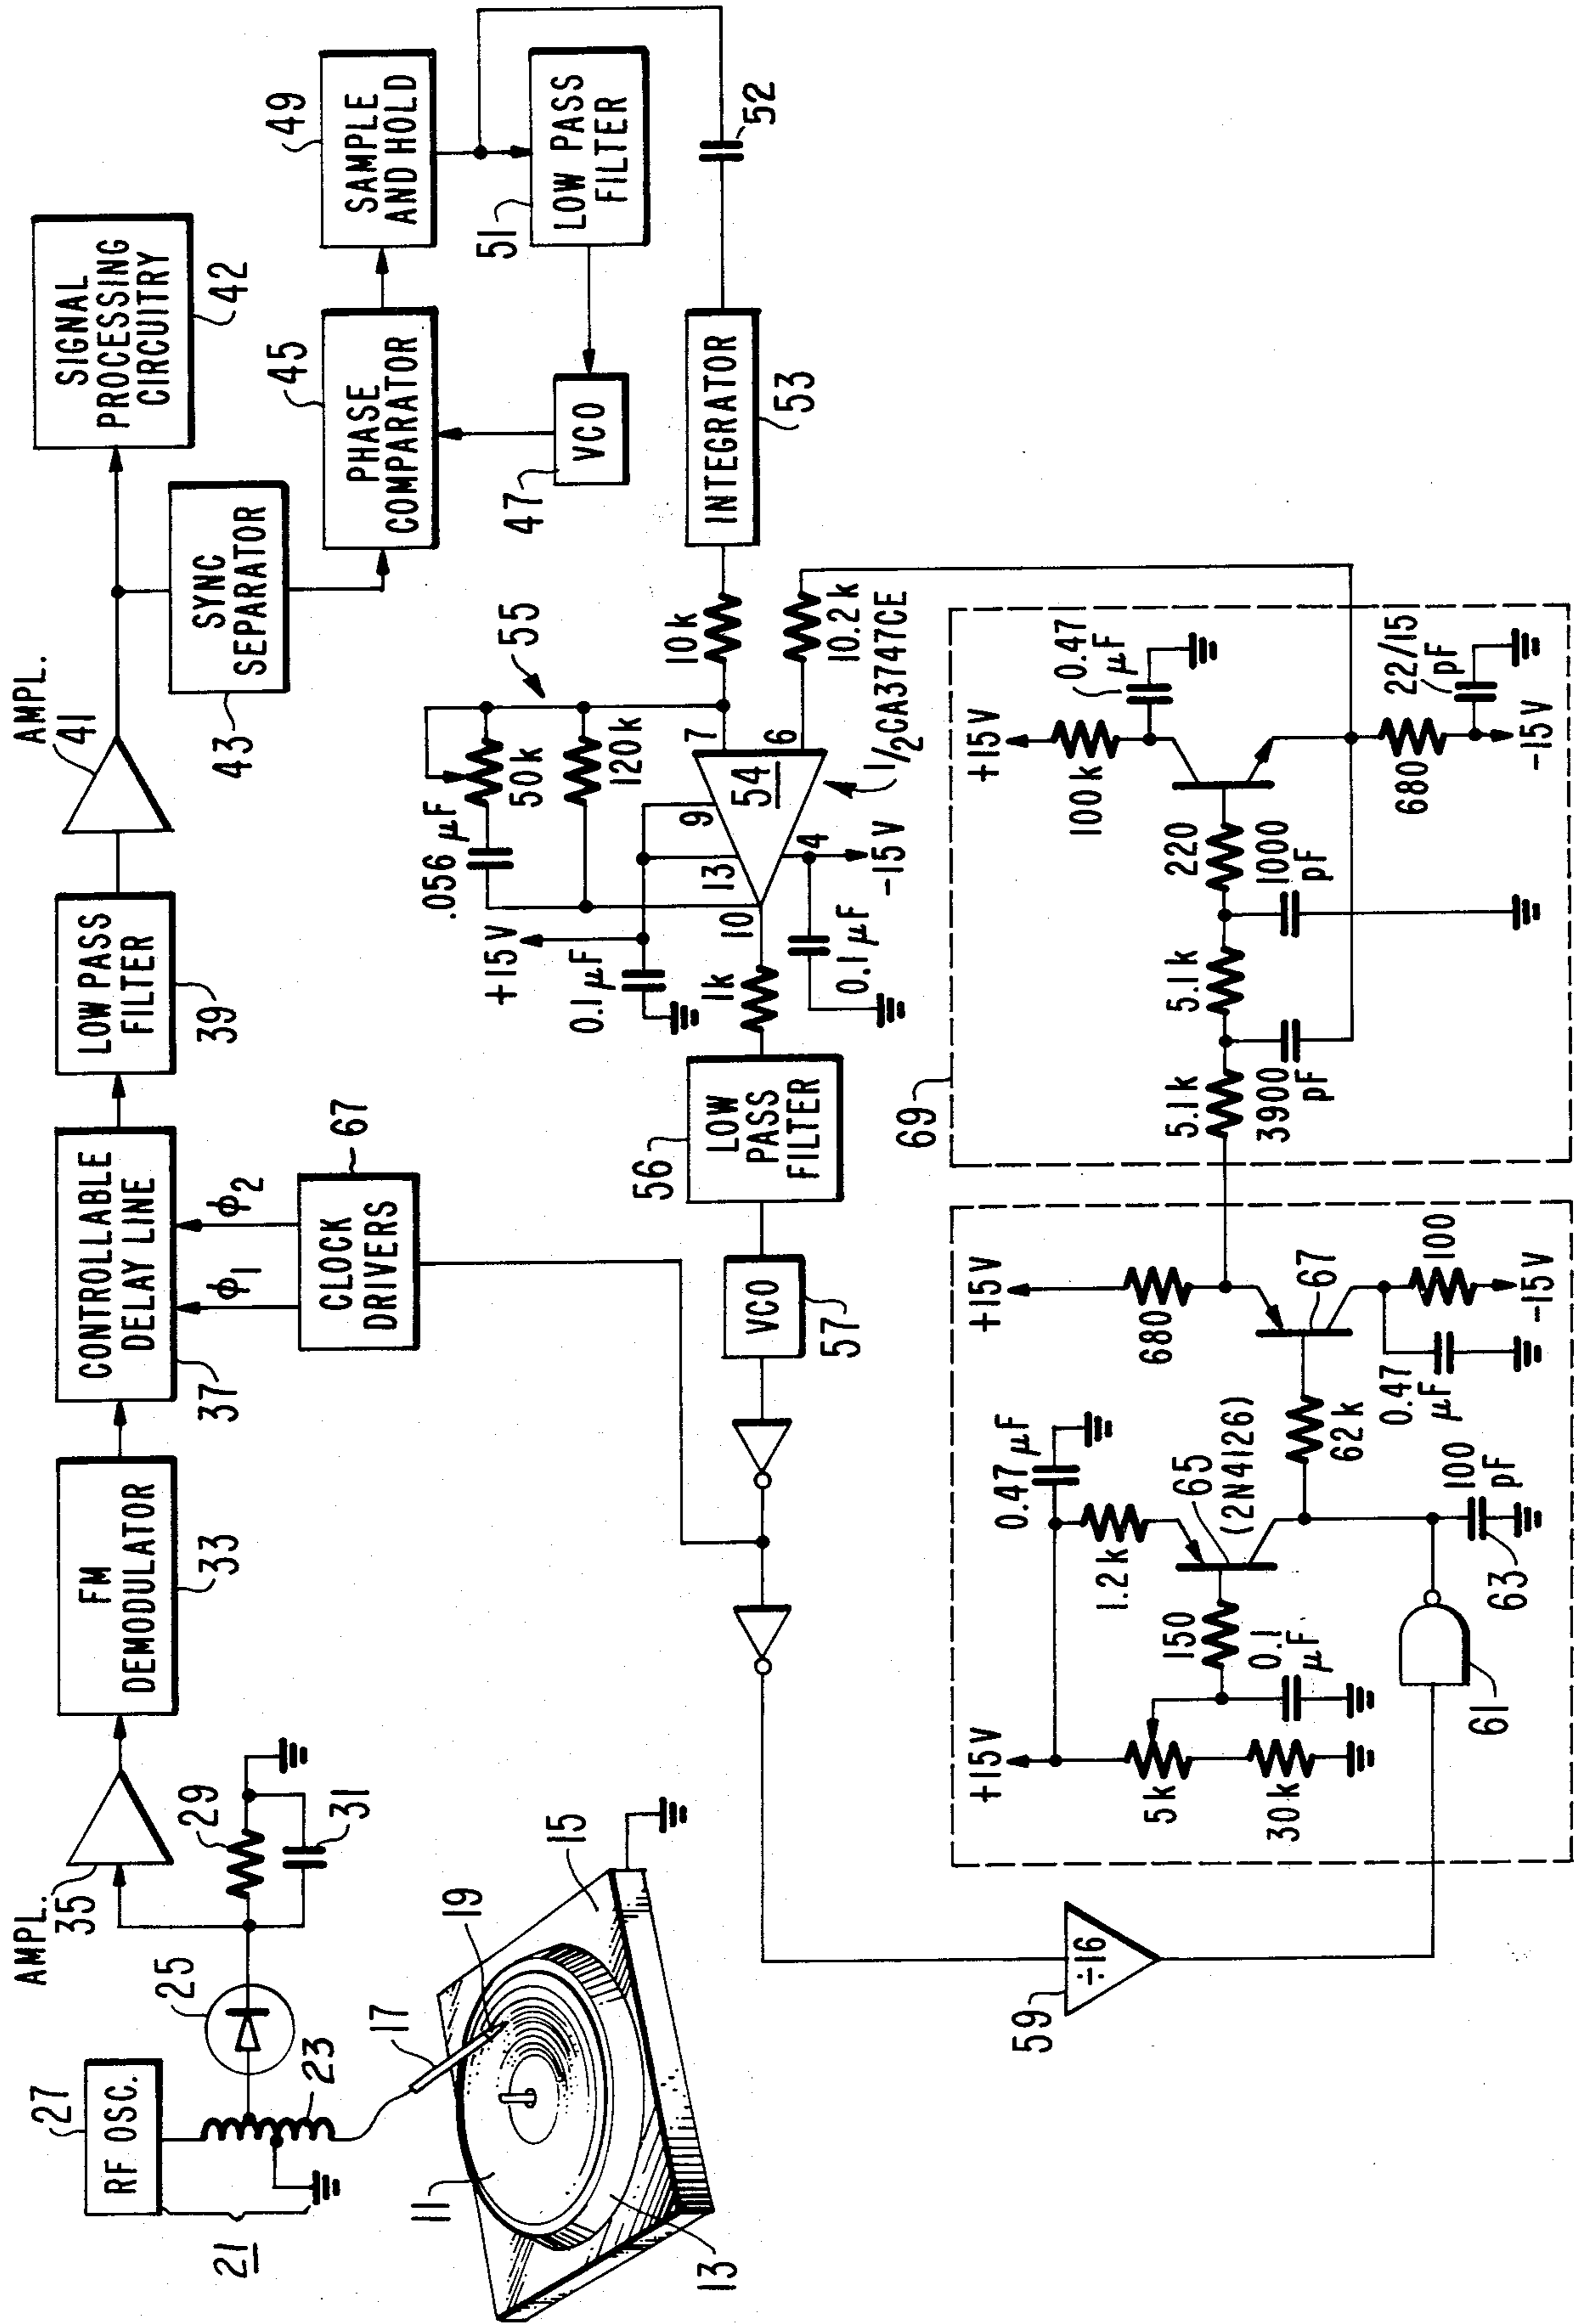 27
RF OSC.
21
23
25
AMPL.
35
29
31
FM
DEMODULATOR
33
CONTROLLABLE
DELAY LINE
37
ϕ1
ϕ2
CLOCK
DRIVERS
67
LOW PASS
FILTER
39
AMPL.
41
SIGNAL
PROCESSING
CIRCUITRY
42
SYNC
SEPARATOR
43
PHASE
COMPARATOR
45
SAMPLE
AND HOLD
49
LOW PASS
FILTER
51
VCO
47
52
INTEGRATOR
53
10k
10.2k
55
50k
120k
.056 μF
7
6
54
9
13
4
10
1/2CA3747CE
+15V
0.1 μF
-15V
0.1 μF
1k
LOW
PASS
FILTER
56
VCO
57
11
13
15
17
19
59
÷16
+15V
5k
30k
150
0.1
μF
0.47 μF
1.2k
65
(2N4126)
61
63
100
pF
62k
+15V
680
67
0.47
μF
100
-15V
69
5.1k
3900
pF
5.1k
220
1000
pF
+15V
100k
0.47
μF
680
22/15
pF
-15V